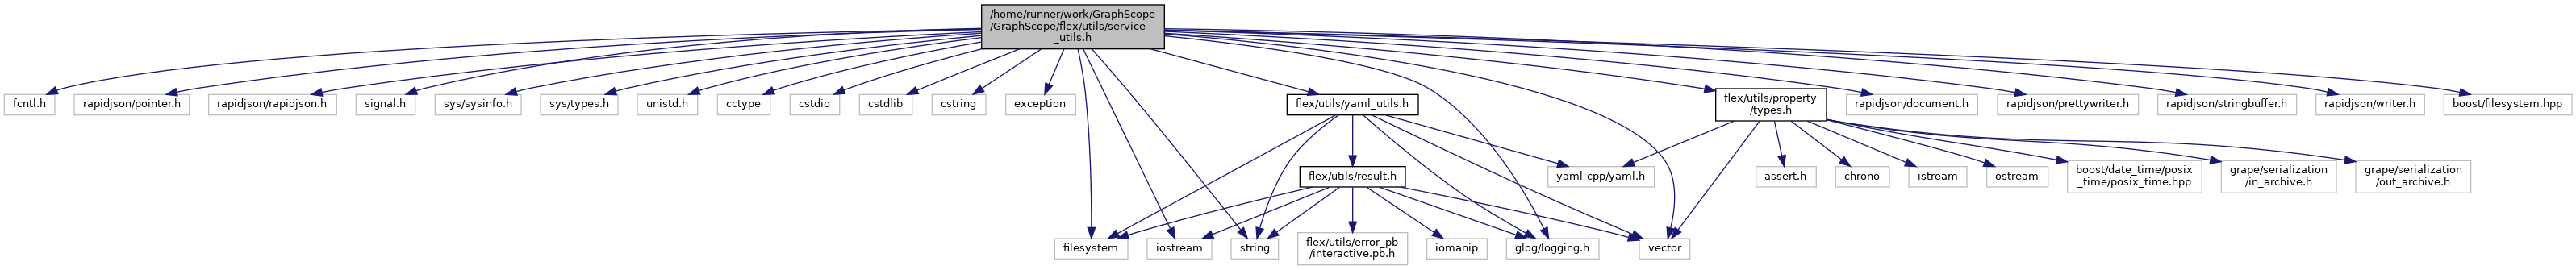 /home/runner/work/GraphScope
/GraphScope/flex/utils/service
_utils.h
fcntl.h
rapidjson/pointer.h
rapidjson/rapidjson.h
signal.h
sys/sysinfo.h
sys/types.h
unistd.h
cctype
cstdio
cstdlib
cstring
exception
flex/utils/yaml_utils.h
flex/utils/property
/types.h
rapidjson/document.h
rapidjson/prettywriter.h
rapidjson/stringbuffer.h
rapidjson/writer.h
boost/filesystem.hpp
flex/utils/result.h
yaml-cpp/yaml.h
assert.h
chrono
istream
ostream
boost/date_time/posix
_time/posix_time.hpp
grape/serialization
/in_archive.h
grape/serialization
/out_archive.h
filesystem
iostream
string
flex/utils/error_pb
/interactive.pb.h
iomanip
glog/logging.h
vector